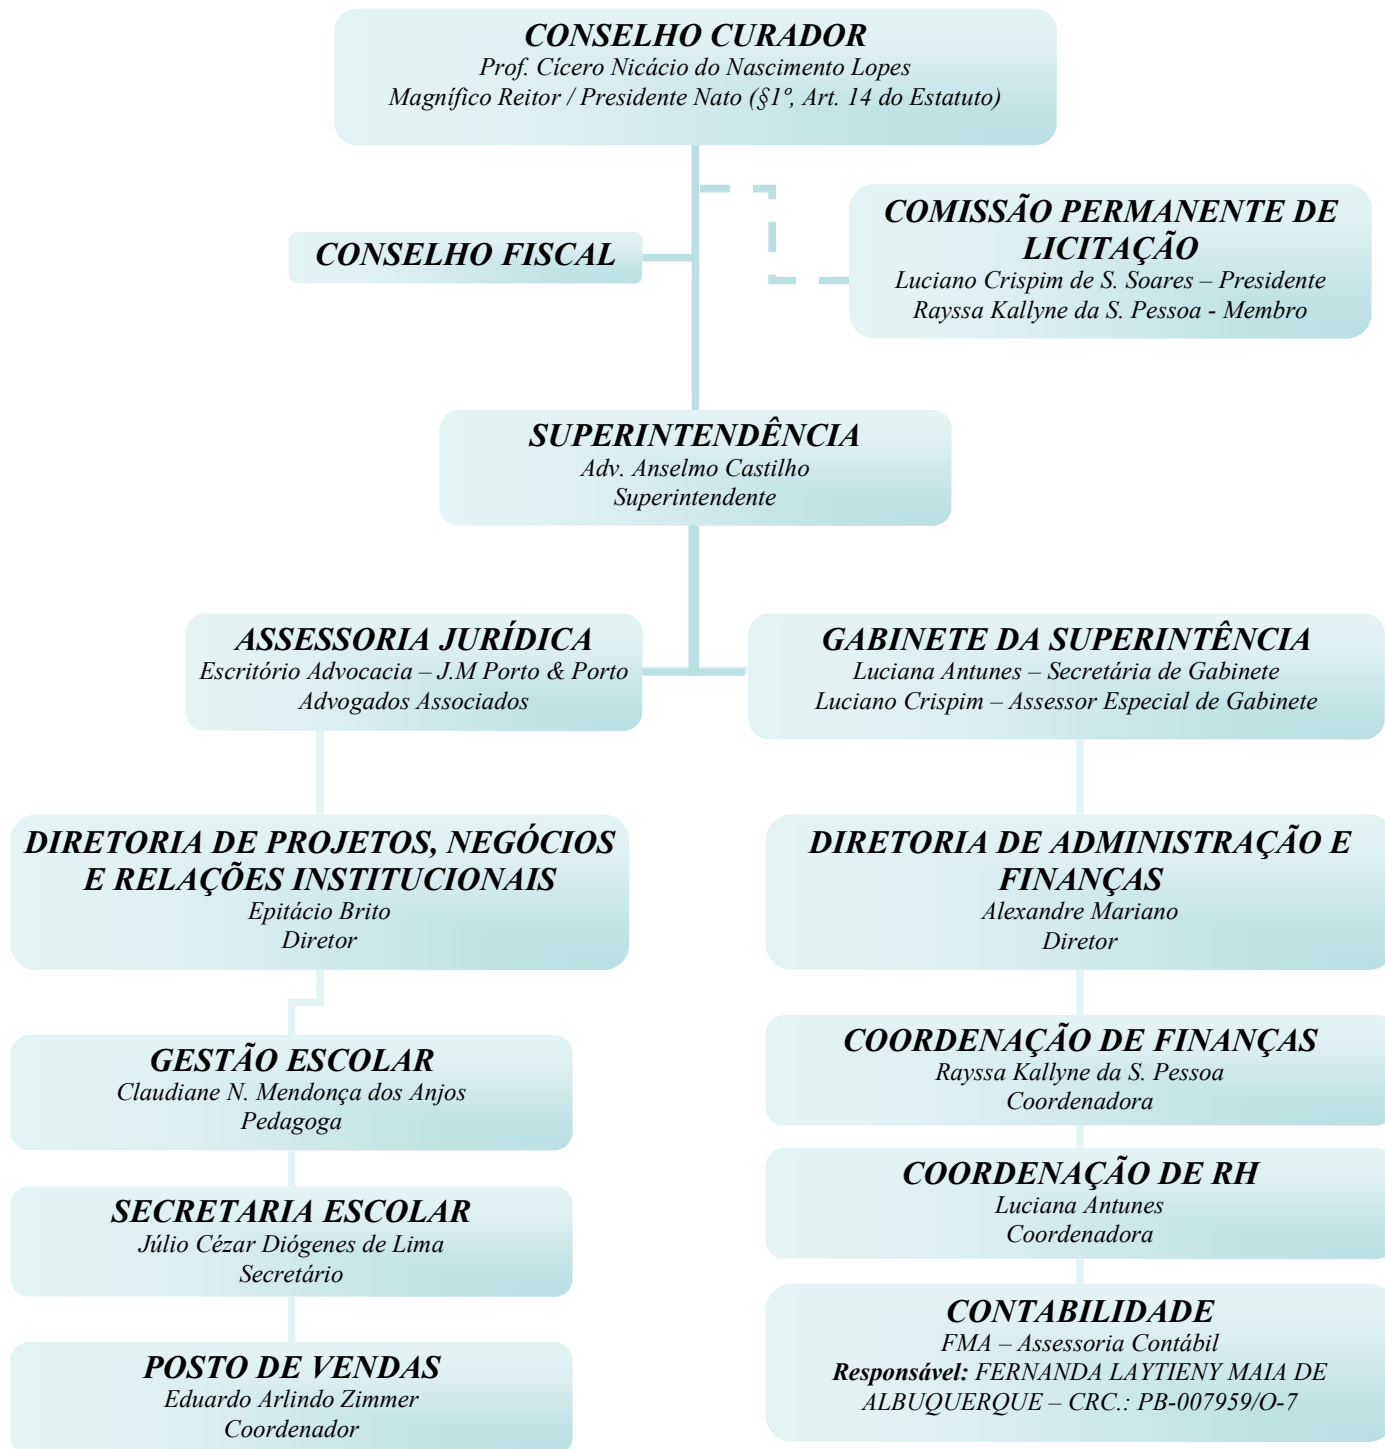 CONSELHO CURADOR
Prof. Cícero Nicácio do Nascimento Lopes
Magnífico Reitor / Presidente Nato (§1º, Art. 14 do Estatuto)
COMISSÃO PERMANENTE DE
LICITAÇÃO
Luciano Crispim de S. Soares – Presidente
Rayssa Kallyne da S. Pessoa - Membro
CONSELHO FISCAL
SUPERINTENDÊNCIA
Adv. Anselmo Castilho
Superintendente
ASSESSORIA JURÍDICA
Escritório Advocacia – J.M Porto & Porto
Advogados Associados
GABINETE DA SUPERINTÊNCIA
Luciana Antunes – Secretária de Gabinete
Luciano Crispim – Assessor Especial de Gabinete
DIRETORIA DE PROJETOS, NEGÓCIOS
E RELAÇÕES INSTITUCIONAIS
Epitácio Brito
Diretor
DIRETORIA DE ADMINISTRAÇÃO E
FINANÇAS
Alexandre Mariano
Diretor
GESTÃO ESCOLAR
Claudiane N. Mendonça dos Anjos
Pedagoga
COORDENAÇÃO DE FINANÇAS
Rayssa Kallyne da S. Pessoa
Coordenadora
SECRETARIA ESCOLAR
Júlio Cézar Diógenes de Lima
Secretário
COORDENAÇÃO DE RH
Luciana Antunes
Coordenadora
POSTO DE VENDAS
Eduardo Arlindo Zimmer
Coordenador
CONTABILIDADE
FMA – Assessoria Contábil
Responsável: FERNANDA LAYTIENY MAIA DE
ALBUQUERQUE – CRC.: PB-007959/O-7